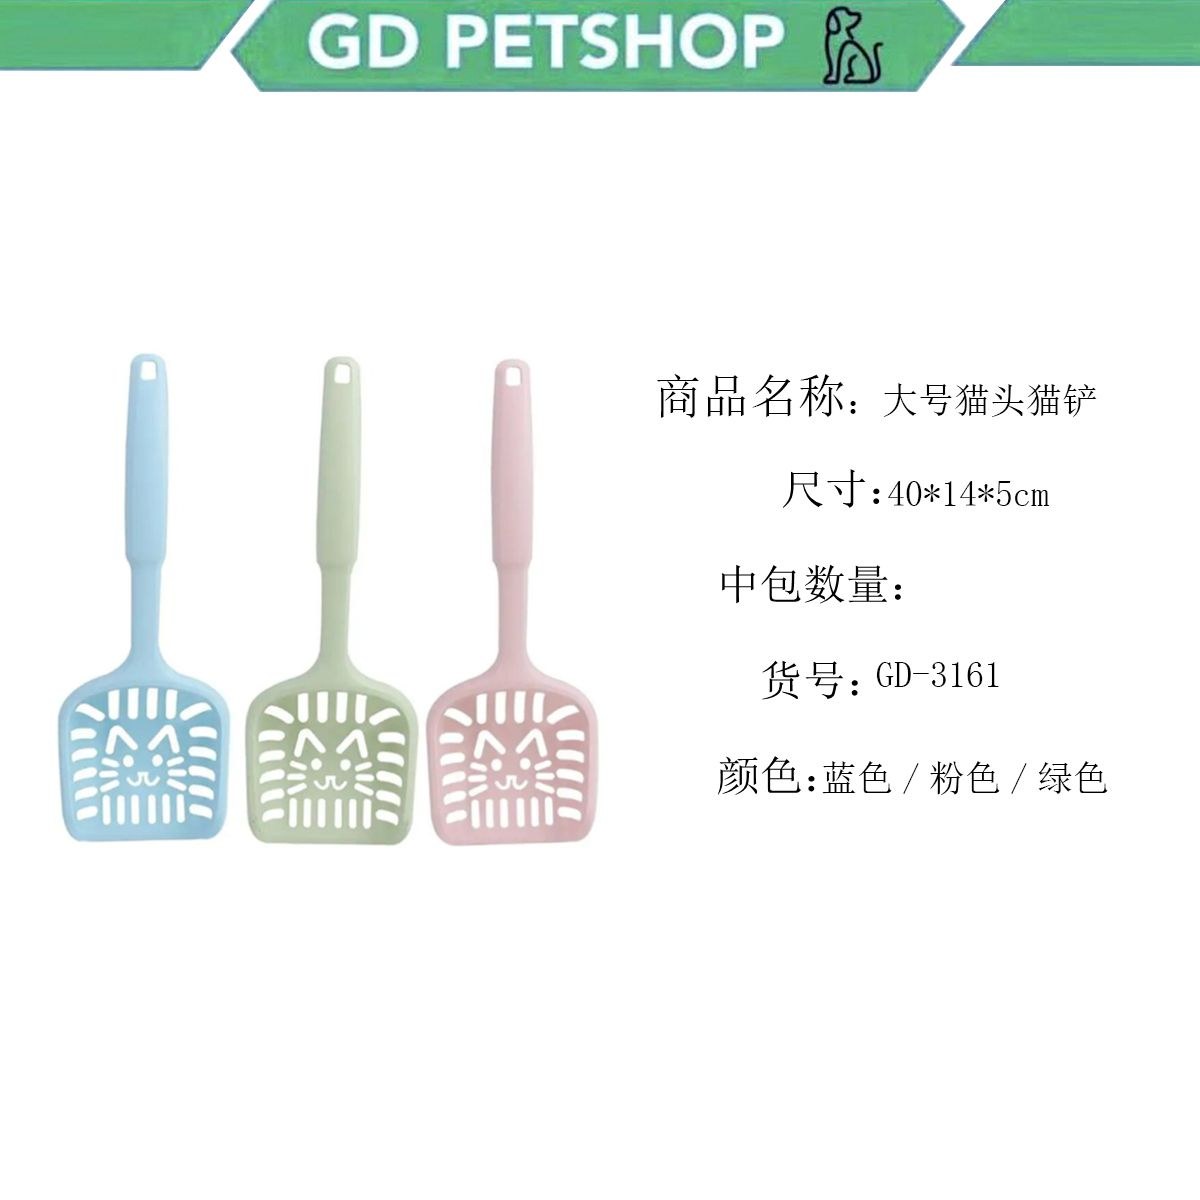 GD PETSHOP
商品名称：大号猫头猫铲
尺寸:40*14*5cm
中包数量：
货号：GD-3161
颜色:蓝色/粉色/绿色